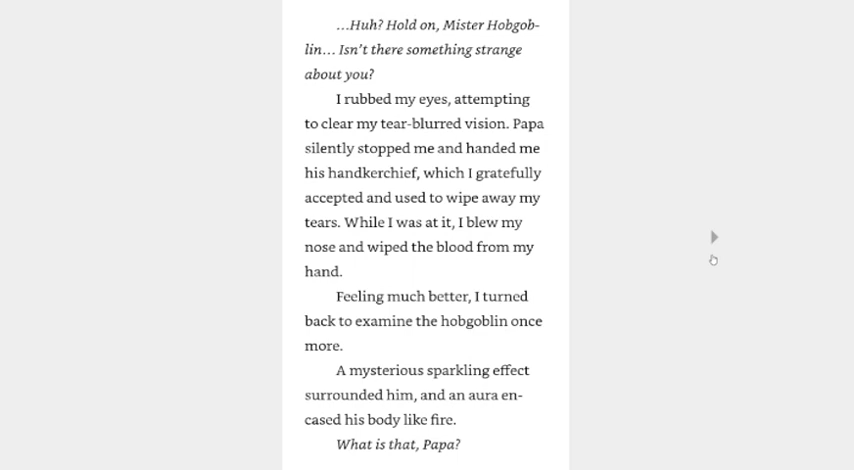 …Huh? Hold on, Mister Hobgob-
lin… Isn't there something strange
about you?
I rubbed my eyes, attempting
to clear my tear-blurred vision. Papa
silently stopped me and handed me
his handkerchief, which I gratefully
accepted and used to wipe away my
tears. While I was at it, I blew my
nose and wiped the blood from my
hand.
Feeling much better, I turned
back to examine the hobgoblin once
more.
A mysterious sparkling effect
surrounded him, and an aura en-
cased his body like fire.
What is that, Papa?